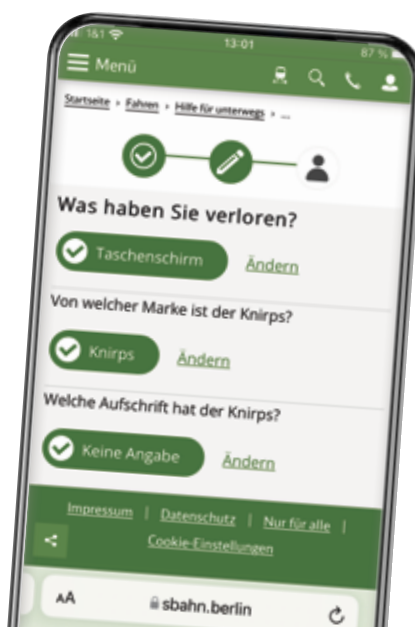 1&1
13:01
87 %
Menü
Startseite › Fahren › Hilfe für unterwegs › ...
Was haben Sie verloren?
Taschenschirm Ändern
Von welcher Marke ist der Knirps?
Knirps Ändern
Welche Aufschrift hat der Knirps?
Keine Angabe Ändern
Impressum | Datenschutz | Nur für alle |
Cookie-Einstellungen
AA sbahn.berlin